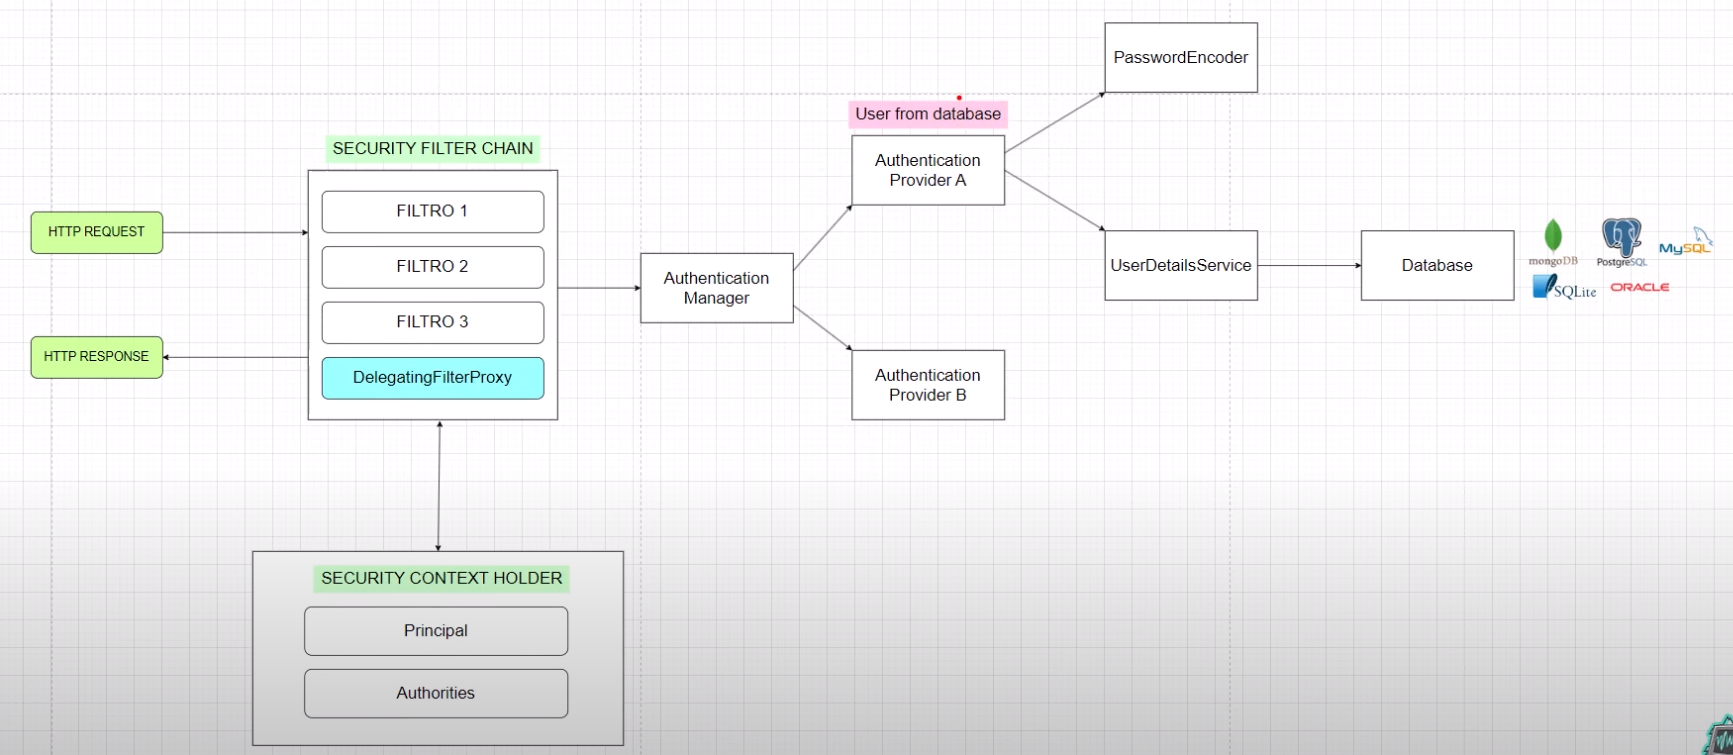 PasswordEncoder
User from database
SECURITY FILTER CHAIN
Authentication
Provider A
FILTRO 1
HTTP REQUEST
FILTRO 2
FILTRO 3
DelegatingFilterProxy
HTTP RESPONSE
Authentication
Manager
UserDetailsService
Database
mongoDB
PostgreSQL
MySQL
SQLite
ORACLE
Authentication
Provider B
SECURITY CONTEXT HOLDER
Principal
Authorities